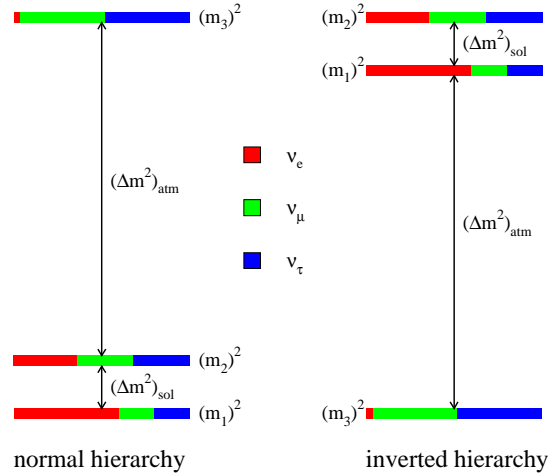 (m₃)²
(m₂)²
(Δm²)sol
(m₁)²
νe
(Δm²)atm
νμ
(Δm²)atm
ντ
(m₂)²
(Δm²)sol
(m₁)²
(m₃)²
normal hierarchy
inverted hierarchy